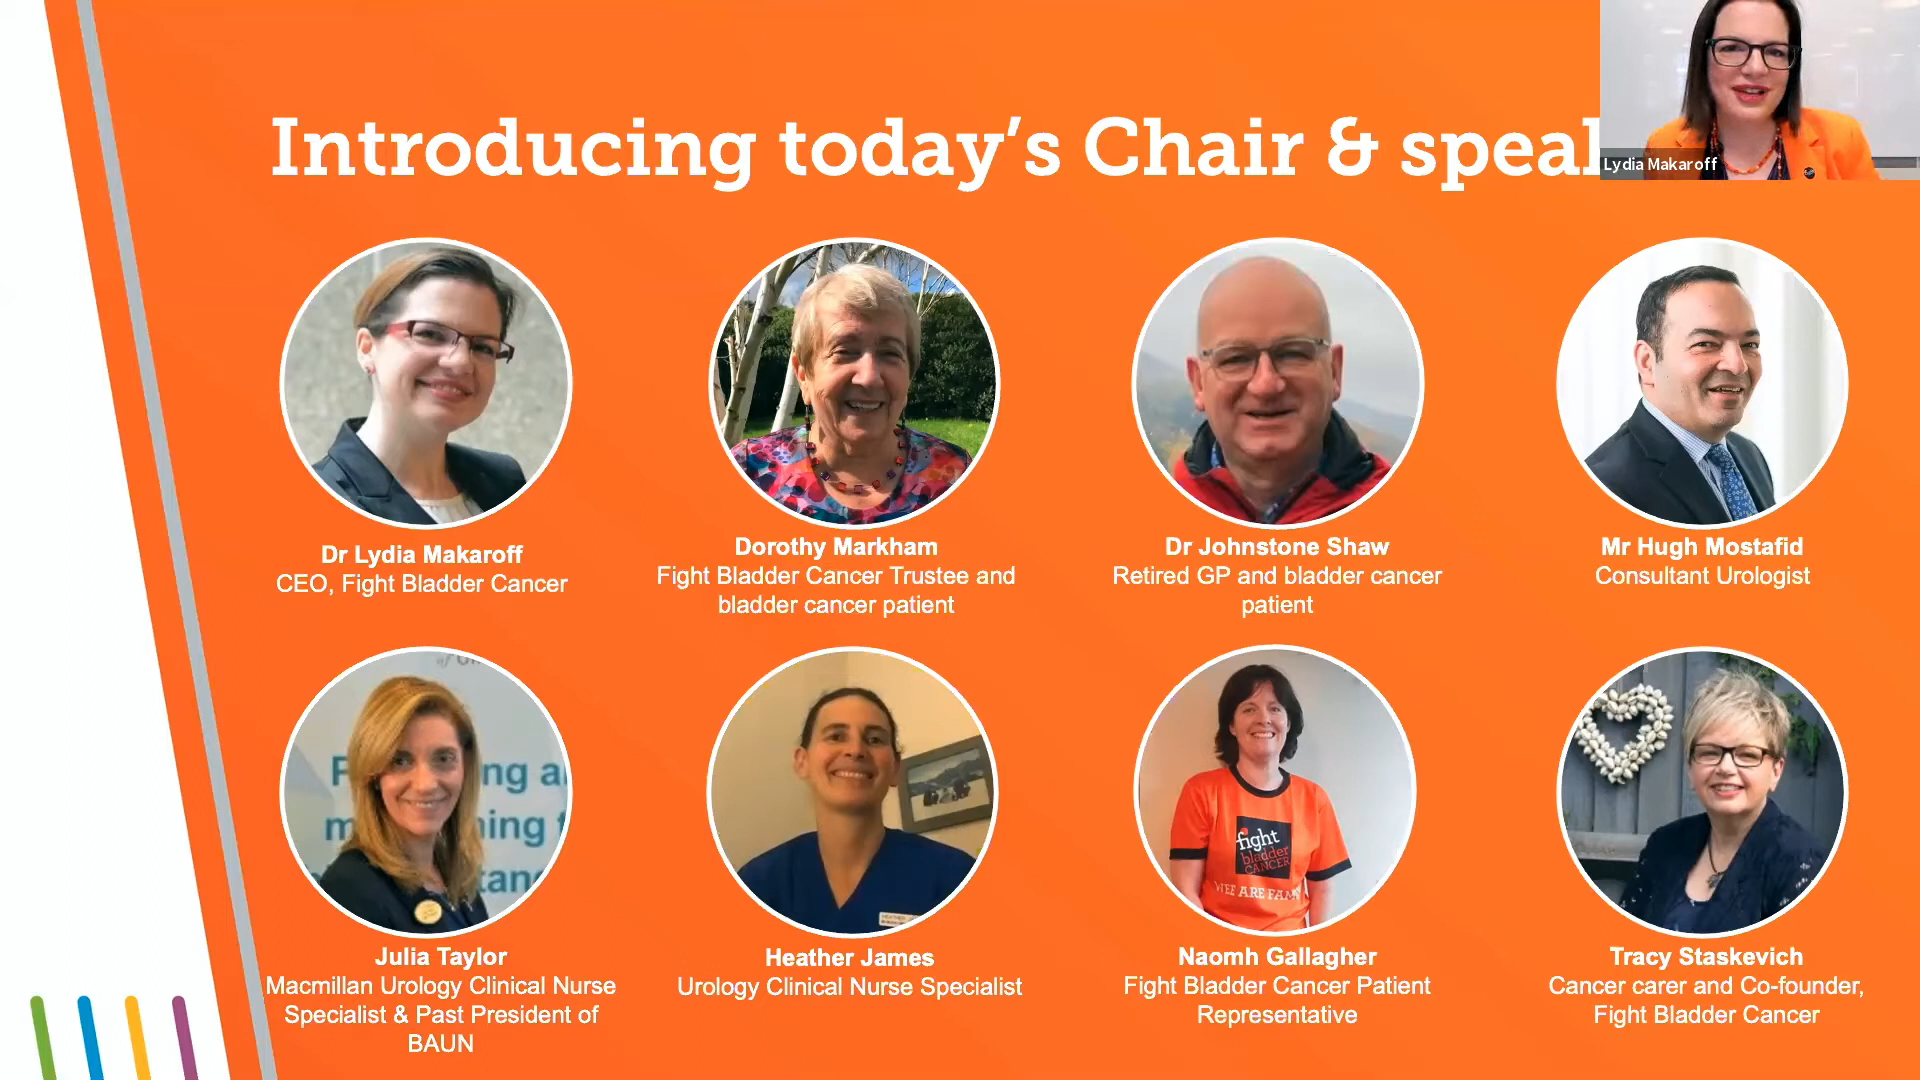 Introducing today's Chair & speak
Lydia Makaroff
Dr Lydia Makaroff
CEO, Fight Bladder Cancer
Dorothy Markham
Fight Bladder Cancer Trustee and
bladder cancer patient
Dr Johnstone Shaw
Retired GP and bladder cancer
patient
Mr Hugh Mostafid
Consultant Urologist
fight
bladder
CANCER
Julia Taylor
Macmillan Urology Clinical Nurse
Specialist & Past President of
BAUN
Heather James
Urology Clinical Nurse Specialist
Naomh Gallagher
Fight Bladder Cancer Patient
Representative
Tracy Staskevich
Cancer carer and Co-founder,
Fight Bladder Cancer